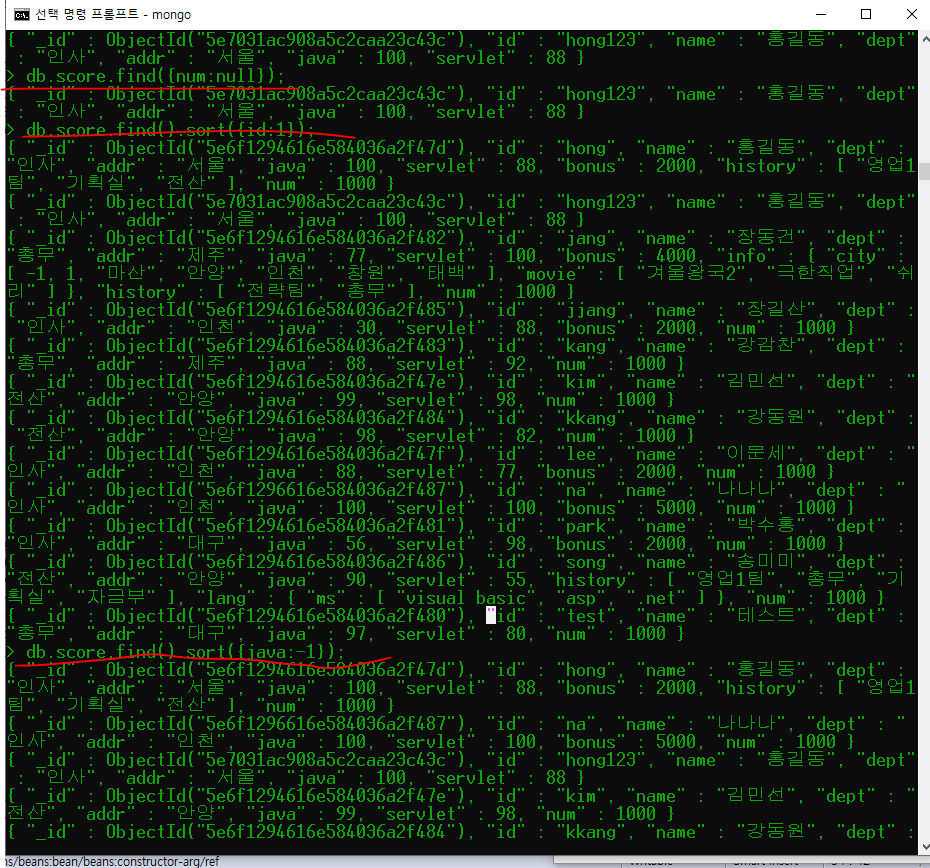 선택 명령 프롬프트 - mongo
{ "_id" : ObjectId("5e7031ac908a5c2caa23c43c"), "id" : "hong123", "name" : "홍길동", "dept"
: "인사", "addr" : "서울", "java" : 100, "servlet" : 88 }
> db.score.find({num:null});
{ "_id" : ObjectId("5e7031ac908a5c2caa23c43c"), "id" : "hong123", "name" : "홍길동", "dept"
: "인사", "addr" : "서울", "java" : 100, "servlet" : 88 }
> db.score.find().sort({id:1});
{ "_id" : ObjectId("5e6f1294616e584036a2f47d"), "id" : "hong", "name" : "홍길동", "dept" :
"인사", "addr" : "서울", "java" : 100, "servlet" : 88, "bonus" : 2000, "history" : [ "영업1
팀", "기획실", "전산" ], "num" : 1000 }
{ "_id" : ObjectId("5e7031ac908a5c2caa23c43c"), "id" : "hong123", "name" : "홍길동", "dept"
: "인사", "addr" : "서울", "java" : 100, "servlet" : 88 }
{ "_id" : ObjectId("5e6f1294616e584036a2f482"), "id" : "jang", "name" : "장동건", "dept" :
"총무", "addr" : "제주", "java" : 77, "servlet" : 100, "bonus" : 4000, "info" : { "city" :
[ -1, 1, "마산", "안양", "인천", "창원", "태백" ], "movie" : [ "겨울왕국2", "극한직업", "쉬
리" ] }, "history" : [ "전략팀", "총무" ], "num" : 1000 }
{ "_id" : ObjectId("5e6f1294616e584036a2f485"), "id" : "jjang", "name" : "장길산", "dept" :
"인사", "addr" : "인천", "java" : 30, "servlet" : 88, "bonus" : 2000, "num" : 1000 }
{ "_id" : ObjectId("5e6f1294616e584036a2f483"), "id" : "kang", "name" : "강감찬", "dept" :
"총무", "addr" : "제주", "java" : 88, "servlet" : 92, "num" : 1000 }
{ "_id" : ObjectId("5e6f1294616e584036a2f47e"), "id" : "kim", "name" : "김민선", "dept" : "
전산", "addr" : "안양", "java" : 99, "servlet" : 98, "num" : 1000 }
{ "_id" : ObjectId("5e6f1294616e584036a2f484"), "id" : "kkang", "name" : "강동원", "dept" :
"전산", "addr" : "안양", "java" : 98, "servlet" : 82, "num" : 1000 }
{ "_id" : ObjectId("5e6f1294616e584036a2f47f"), "id" : "lee", "name" : "이문세", "dept" : "
인사", "addr" : "인천", "java" : 88, "servlet" : 77, "bonus" : 2000, "num" : 1000 }
{ "_id" : ObjectId("5e6f1296616e584036a2f487"), "id" : "na", "name" : "나나나", "dept" : "
인사", "addr" : "인천", "java" : 100, "servlet" : 100, "bonus" : 5000, "num" : 1000 }
{ "_id" : ObjectId("5e6f1294616e584036a2f481"), "id" : "park", "name" : "박수홍", "dept" :
"인사", "addr" : "대구", "java" : 56, "servlet" : 98, "bonus" : 2000, "num" : 1000 }
{ "_id" : ObjectId("5e6f1294616e584036a2f486"), "id" : "song", "name" : "송미미", "dept" :
"전산", "addr" : "안양", "java" : 90, "servlet" : 55, "history" : [ "영업1팀", "총무", "기
획실", "자금부" ], "lang" : { "ms" : [ "visual basic", "asp", ".net" ] }, "num" : 1000 }
{ "_id" : ObjectId("5e6f1294616e584036a2f480"), "id" : "test", "name" : "테스트", "dept" :
"총무", "addr" : "대구", "java" : 97, "servlet" : 80, "num" : 1000 }
> db.score.find().sort({java:-1});
{ "_id" : ObjectId("5e6f1294616e584036a2f47d"), "id" : "hong", "name" : "홍길동", "dept" :
"인사", "addr" : "서울", "java" : 100, "servlet" : 88, "bonus" : 2000, "history" : [ "영업1
팀", "기획실", "전산" ], "num" : 1000 }
{ "_id" : ObjectId("5e6f1296616e584036a2f487"), "id" : "na", "name" : "나나나", "dept" : "
인사", "addr" : "인천", "java" : 100, "servlet" : 100, "bonus" : 5000, "num" : 1000 }
{ "_id" : ObjectId("5e7031ac908a5c2caa23c43c"), "id" : "hong123", "name" : "홍길동", "dept"
: "인사", "addr" : "서울", "java" : 100, "servlet" : 88 }
{ "_id" : ObjectId("5e6f1294616e584036a2f47e"), "id" : "kim", "name" : "김민선", "dept" : "
전산", "addr" : "안양", "java" : 99, "servlet" : 98, "num" : 1000 }
{ "_id" : ObjectId("5e6f1294616e584036a2f484"), "id" : "kkang", "name" : "강동원", "dept" :
ns/beans:bean/beans:constructor-arg/ref